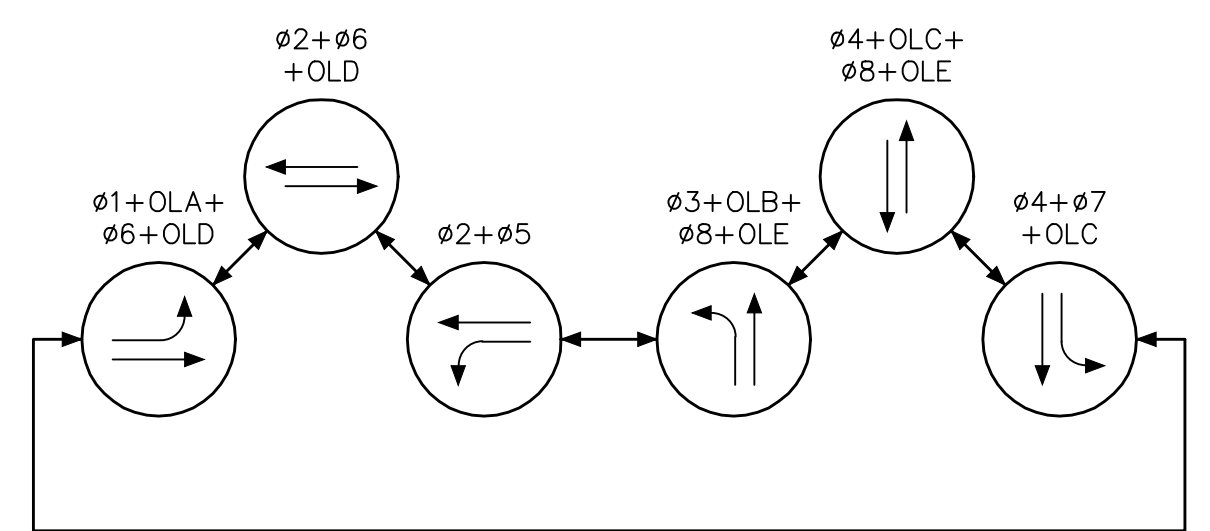 ø2+ø6
+OLD
ø4+OLC+
ø8+OLE
ø1+OLA+
ø6+OLD
ø2+ø5
ø3+OLB+
ø8+OLE
ø4+ø7
+OLC